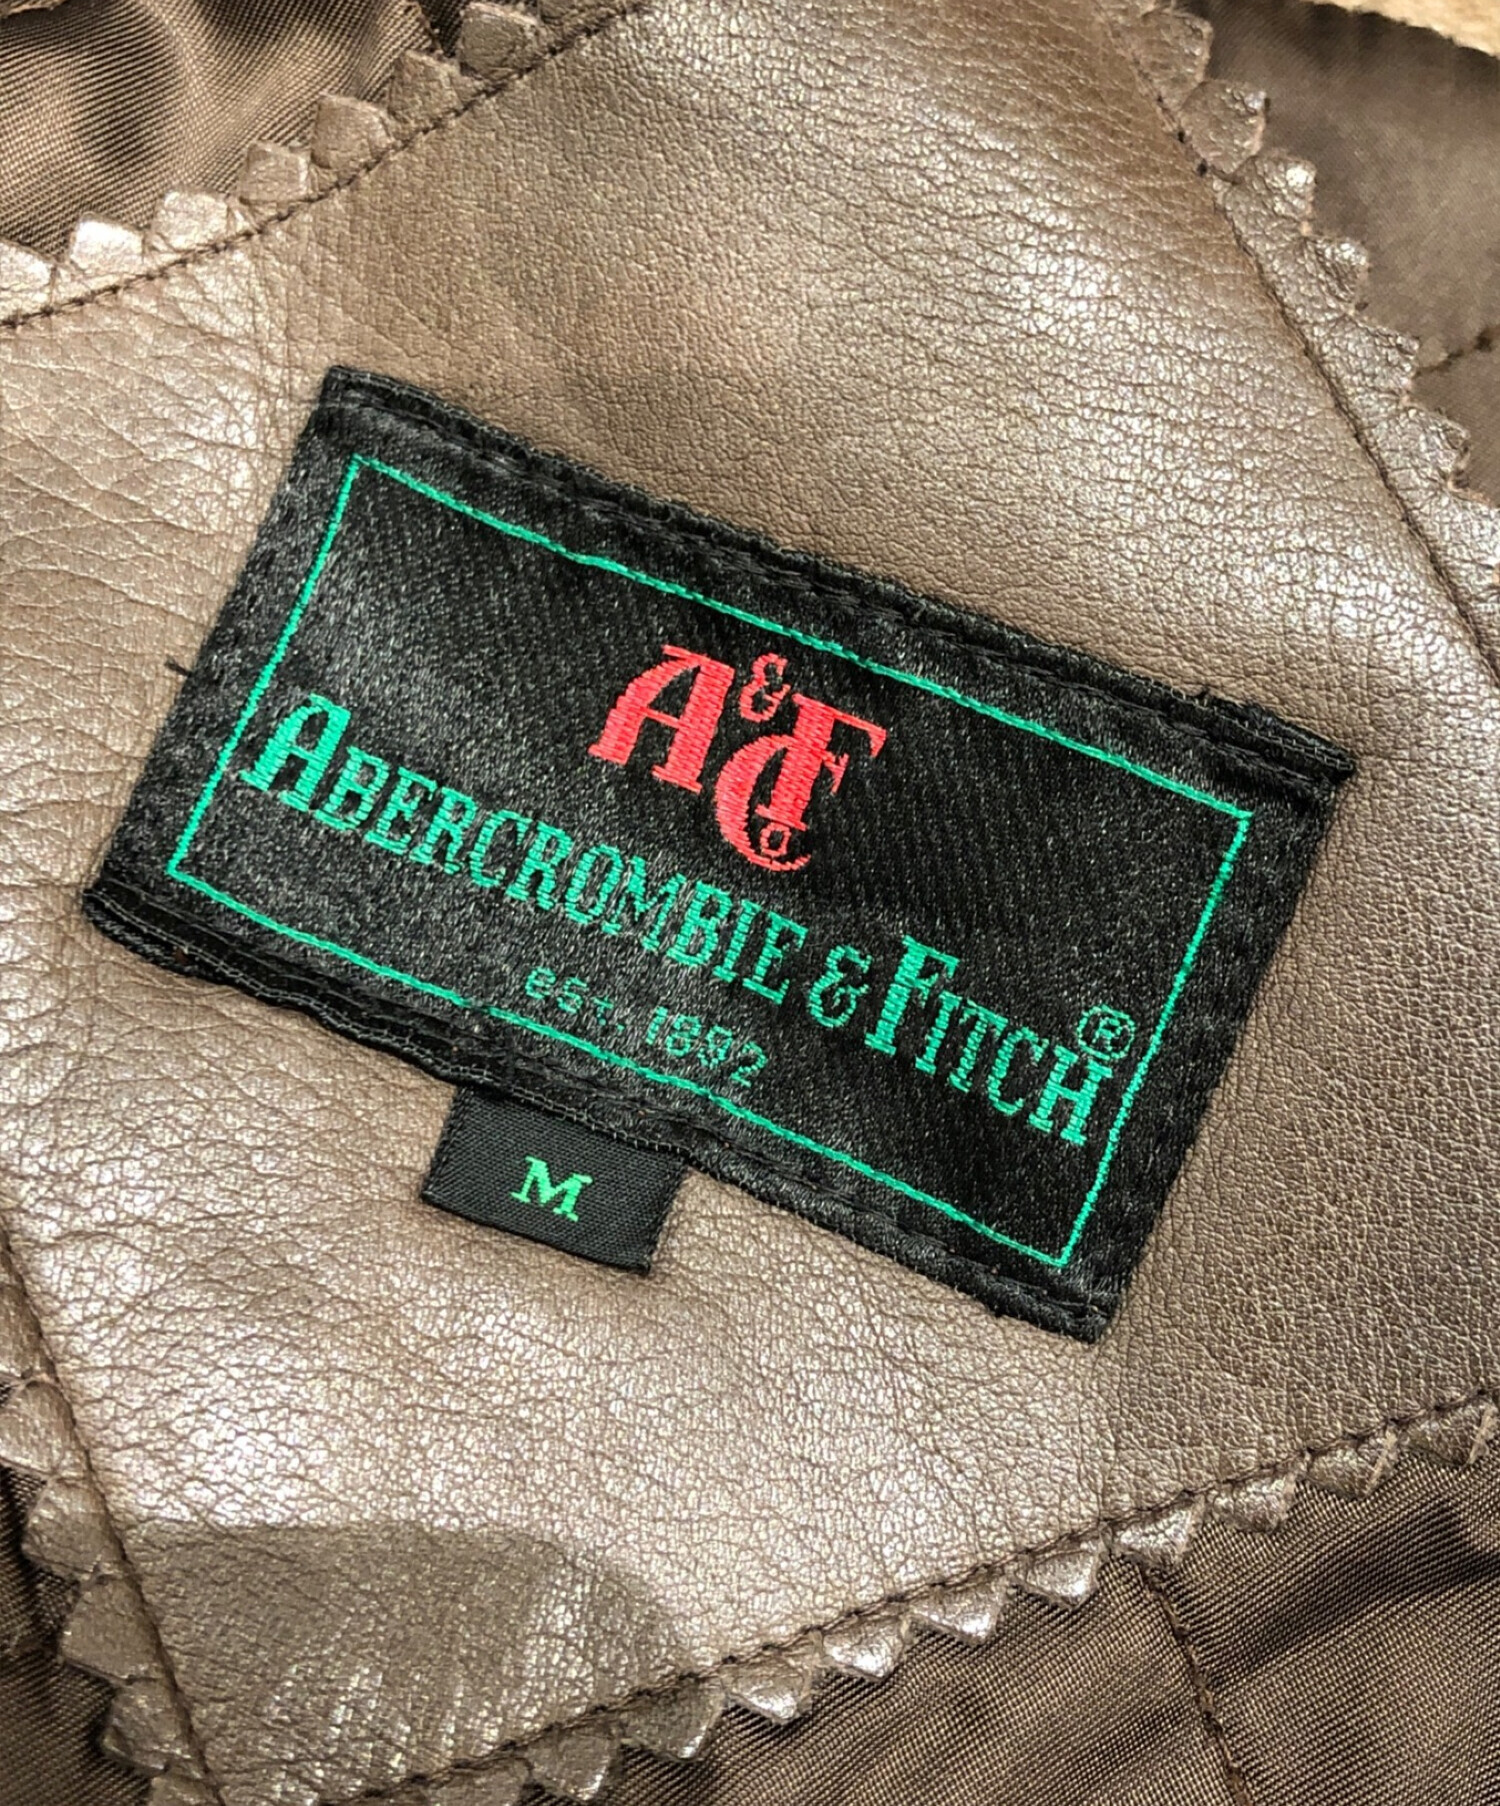 A&F
Co
ABERCROMBIE & FITCH®
EST. 1892
M